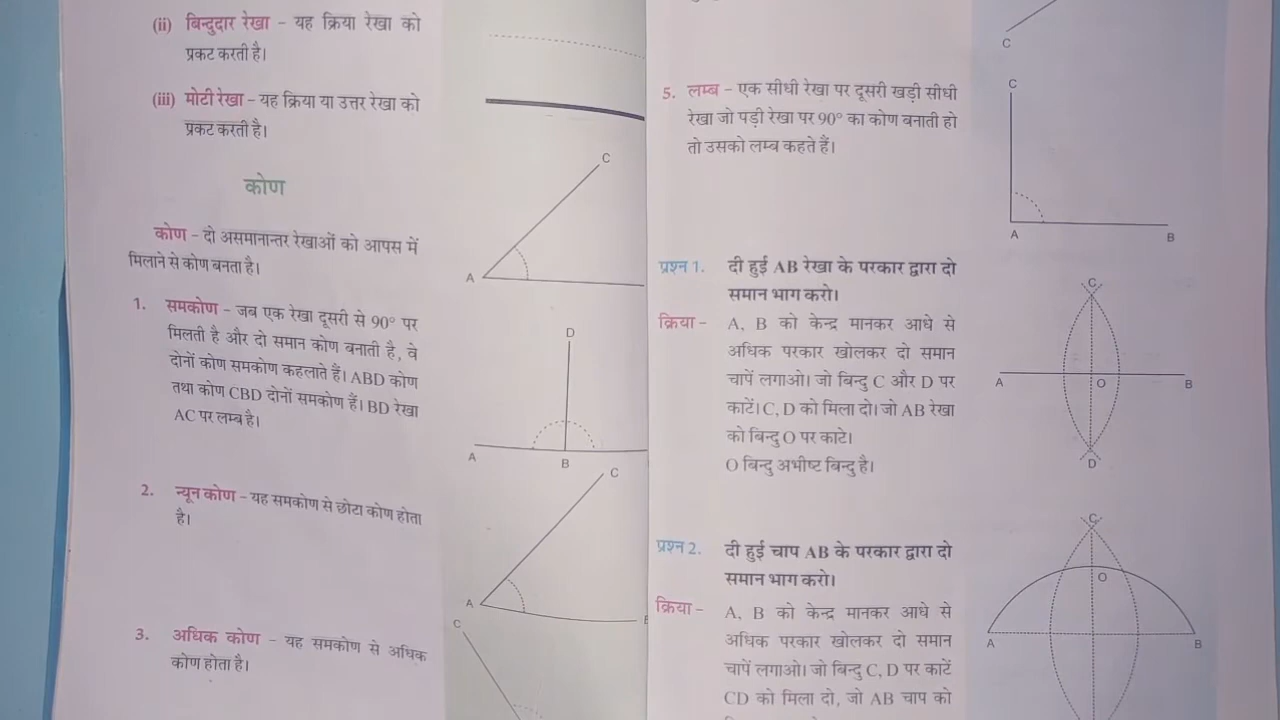 (ii) बिन्दुदार रेखा – यह क्रिया रेखा को
प्रकट करती है।
(iii) मोटी रेखा – यह क्रिया या उत्तर रेखा को
प्रकट करती है।
कोण
कोण – दो असमानान्तर रेखाओं को आपस में
मिलाने से कोण बनता है।
1. समकोण – जब एक रेखा दूसरी से 90° पर
मिलती है और दो समान कोण बनाती है, वे
दोनों कोण समकोण कहलाते हैं। ABD कोण
तथा कोण CBD दोनों समकोण हैं। BD रेखा
AC पर लम्ब है।
2. न्यून कोण – यह समकोण से छोटा कोण होता
है।
3. अधिक कोण – यह समकोण से अधिक
कोण होता है।
C
A
D
A
B
C
A
C
C
5. लम्ब – एक सीधी रेखा पर दूसरी खड़ी सीधी
रेखा जो पड़ी रेखा पर 90° का कोण बनाती हो
तो उसको लम्ब कहते हैं।
C
A
B
प्रश्न 1. दी हुई AB रेखा के परकार द्वारा दो
समान भाग करो।
क्रिया – A, B को केन्द्र मानकर आधे से
अधिक परकार खोलकर दो समान
चापें लगाओ। जो बिन्दु C और D पर
काटें। C, D को मिला दो। जो AB रेखा
को बिन्दु O पर काटे।
O बिन्दु अभीष्ट बिन्दु है।
C
A
O
B
D
प्रश्न 2. दी हुई चाप AB के परकार द्वारा दो
समान भाग करो।
क्रिया – A, B को केन्द्र मानकर आधे से
अधिक परकार खोलकर दो समान
चापें लगाओ। जो बिन्दु C, D पर काटें
CD को मिला दो, जो AB चाप को
C
O
A
B